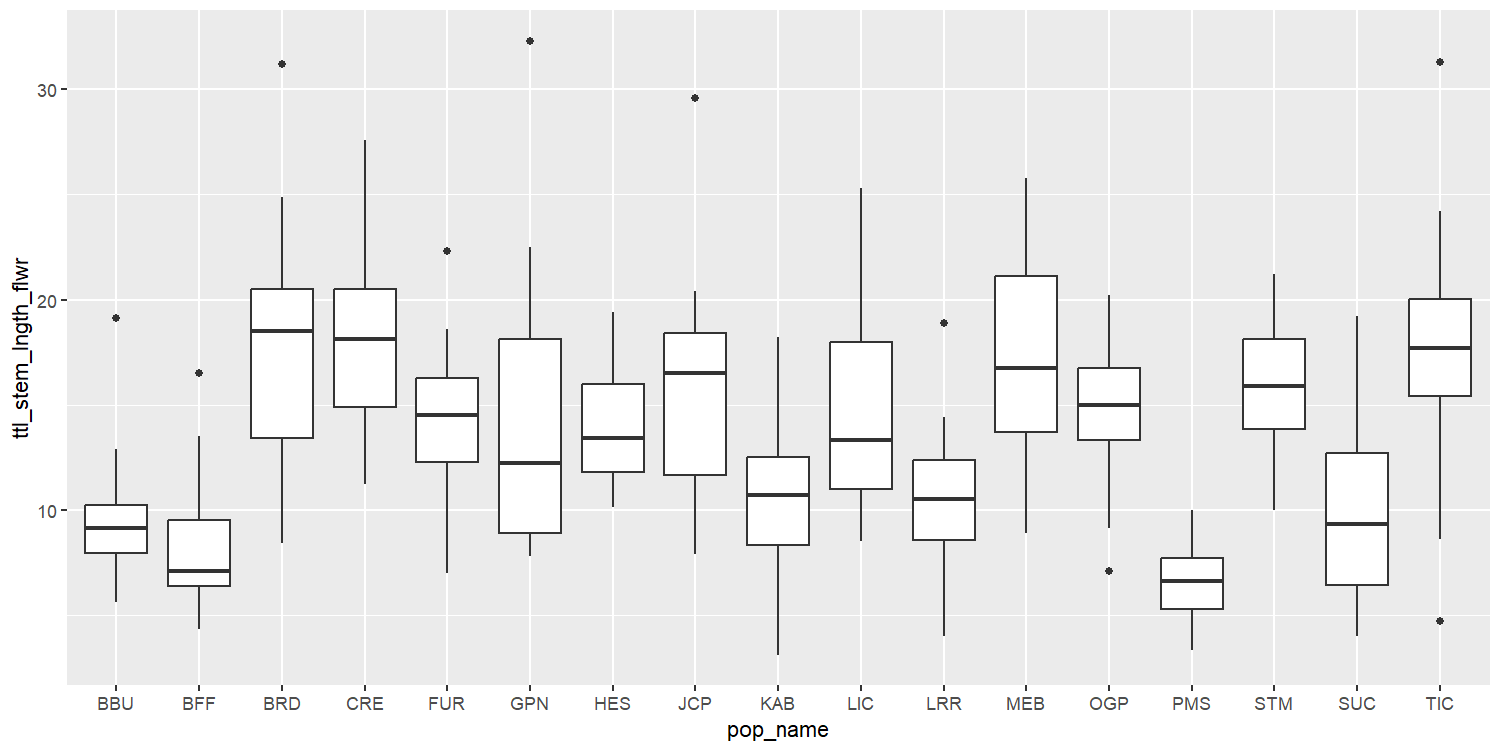 ttl_stem_lngth_flwr
30
20
10
BBU BFF BRD CRE FUR GPN HES JCP KAB LIC LRR MEB OGP PMS STM SUC TIC
pop_name